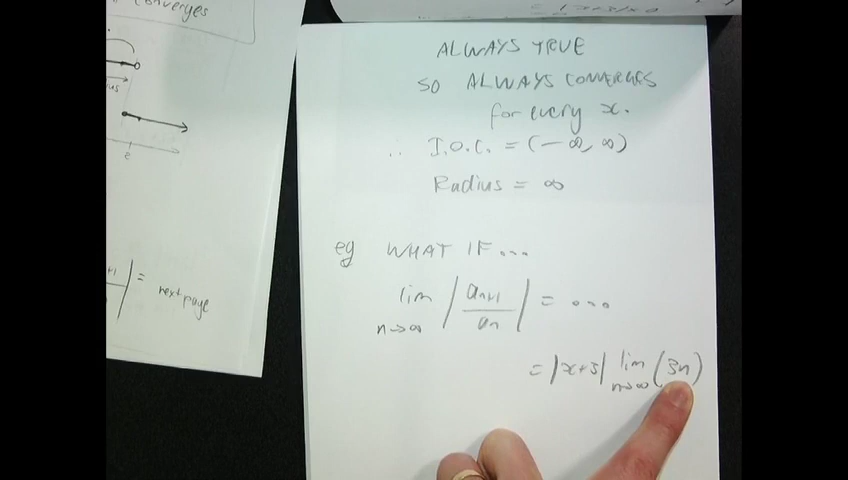 converges
c
= next page
ALWAYS TRUE
SO ALWAYS CONVERGES
for every x.
∴ I.O.C. = (-∞, ∞)
Radius = ∞
eg WHAT IF...
lim n→∞ | an+1 / an | = ...
= |x+3| lim n→∞ (3n)